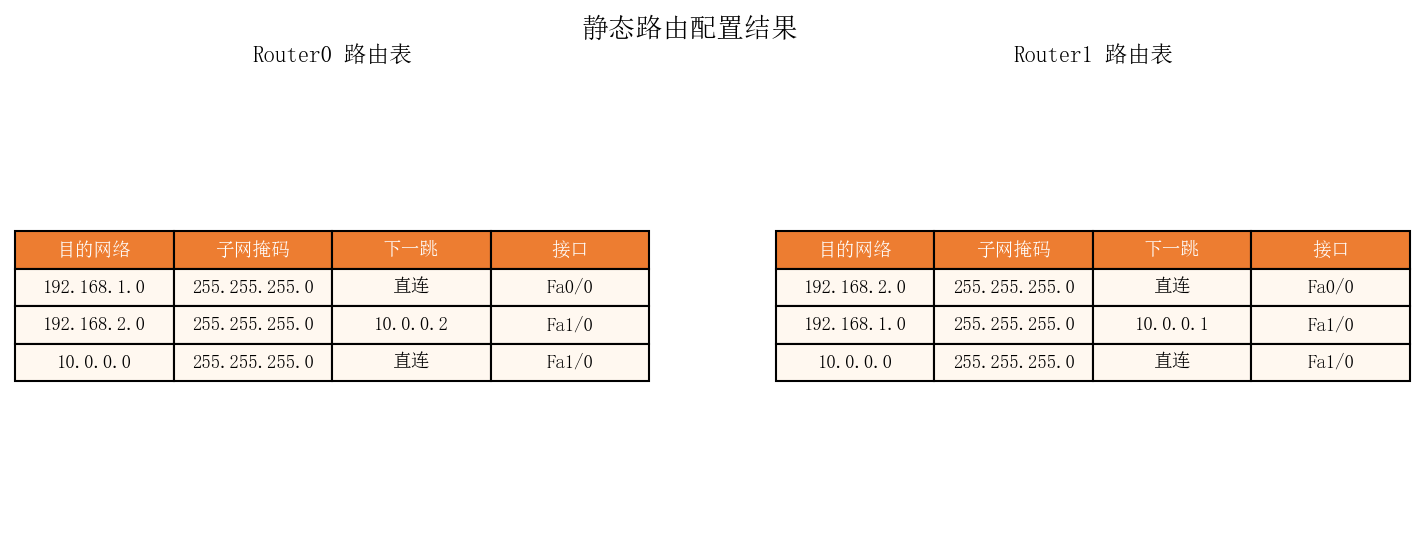 静态路由配置结果
Router0 路由表
目的网络 子网掩码 下一跳 接口
192.168.1.0 255.255.255.0 直连 Fa0/0
192.168.2.0 255.255.255.0 10.0.0.2 Fa1/0
10.0.0.0 255.255.255.0 直连 Fa1/0
Router1 路由表
目的网络 子网掩码 下一跳 接口
192.168.2.0 255.255.255.0 直连 Fa0/0
192.168.1.0 255.255.255.0 10.0.0.1 Fa1/0
10.0.0.0 255.255.255.0 直连 Fa1/0